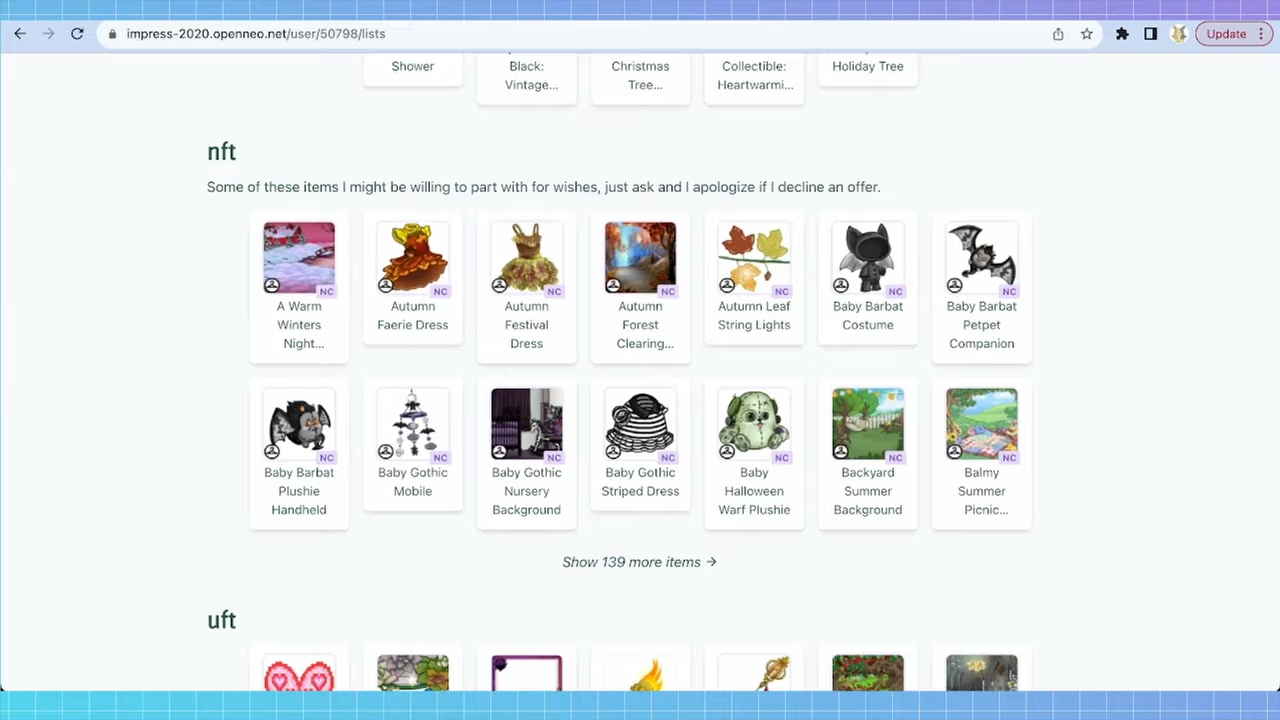 impress-2020.openneo.net/user/50798/lists
Update
Shower
Black:
Vintage...
Christmas
Tree...
Collectible:
Heartwarmi...
Holiday Tree
nft
Some of these items I might be willing to part with for wishes, just ask and I apologize if I decline an offer.
NC
A Warm
Winters
Night...
NC
Autumn
Faerie Dress
NC
Autumn
Festival
Dress
NC
Autumn
Forest
Clearing...
NC
Autumn Leaf
String Lights
NC
Baby Barbat
Costume
NC
Baby Barbat
Petpet
Companion
NC
Baby Barbat
Plushie
Handheld
NC
Baby Gothic
Mobile
NC
Baby Gothic
Nursery
Background
NC
Baby Gothic
Striped Dress
NC
Baby
Halloween
Warf Plushie
NC
Backyard
Summer
Background
NC
Balmy
Summer
Picnic...
Show 139 more items →
uft